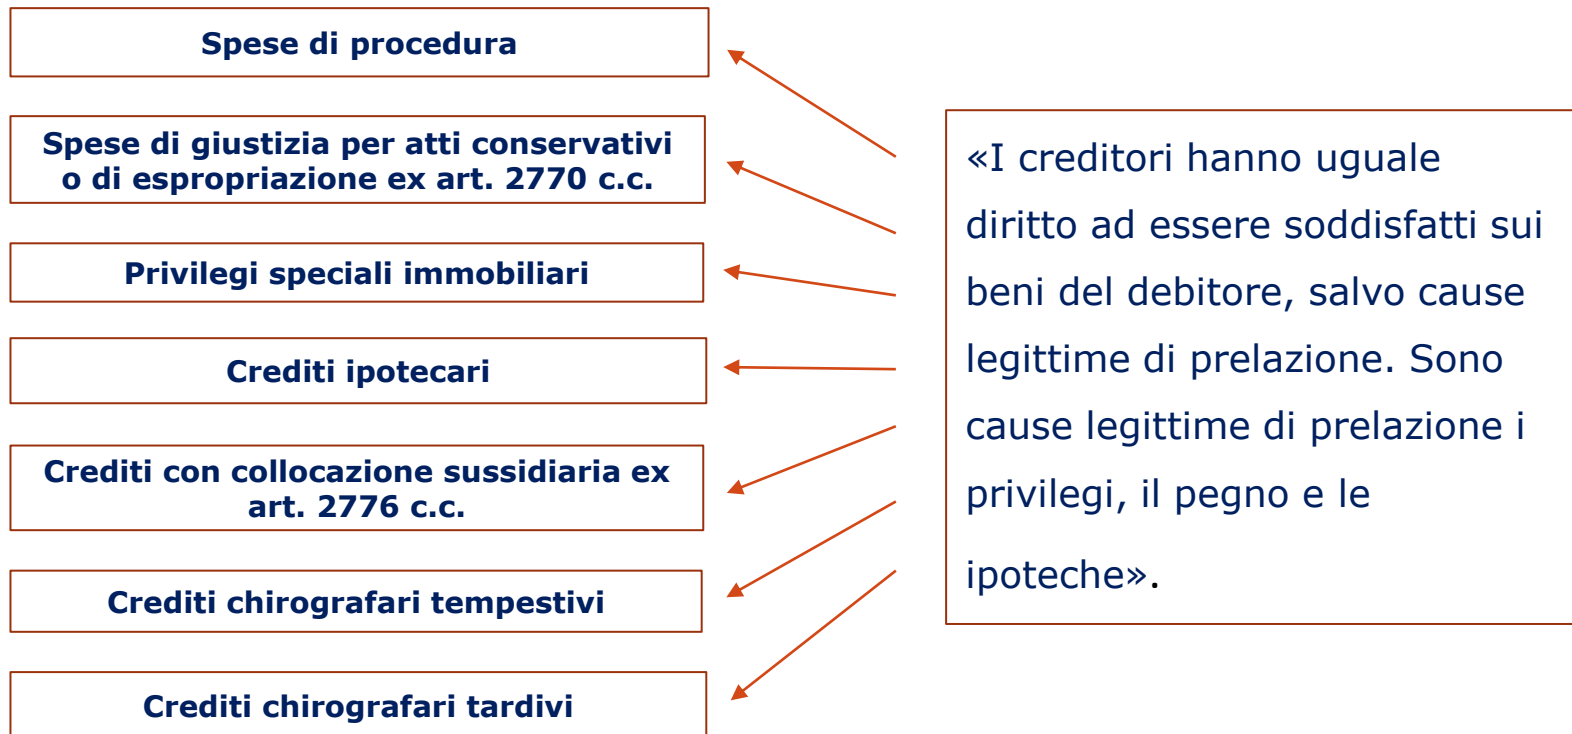 Spese di procedura
Spese di giustizia per atti conservativi
o di espropriazione ex art. 2770 c.c.
Privilegi speciali immobiliari
Crediti ipotecari
Crediti con collocazione sussidiaria ex
art. 2776 c.c.
Crediti chirografari tempestivi
Crediti chirografari tardivi
«I creditori hanno uguale
diritto ad essere soddisfatti sui
beni del debitore, salvo cause
legittime di prelazione. Sono
cause legittime di prelazione i
privilegi, il pegno e le
ipoteche».